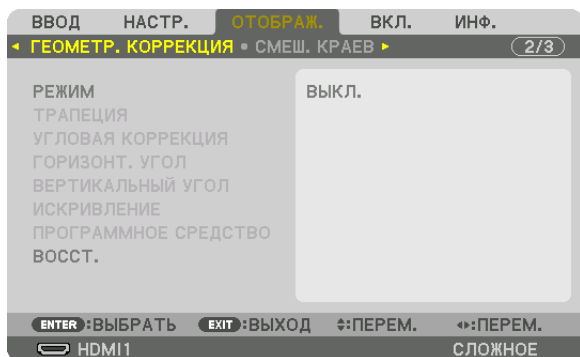 ВВОД НАСТР. ОТОБРАЖ. ВКЛ. ИНФ.
◂ ГЕОМЕТР. КОРРЕКЦИЯ • СМЕШ. КРАЕВ ▸ 2/3
РЕЖИМ ВЫКЛ.
ТРАПЕЦИЯ
УГЛОВАЯ КОРРЕКЦИЯ
ГОРИЗОНТ. УГОЛ
ВЕРТИКАЛЬНЫЙ УГОЛ
ИСКРИВЛЕНИЕ
ПРОГРАММНОЕ СРЕДСТВО
ВОССТ.
ENTER :ВЫБРАТЬ EXIT :ВЫХОД :ПЕРЕМ. :ПЕРЕМ.
HDMI1 СЛОЖНОЕ